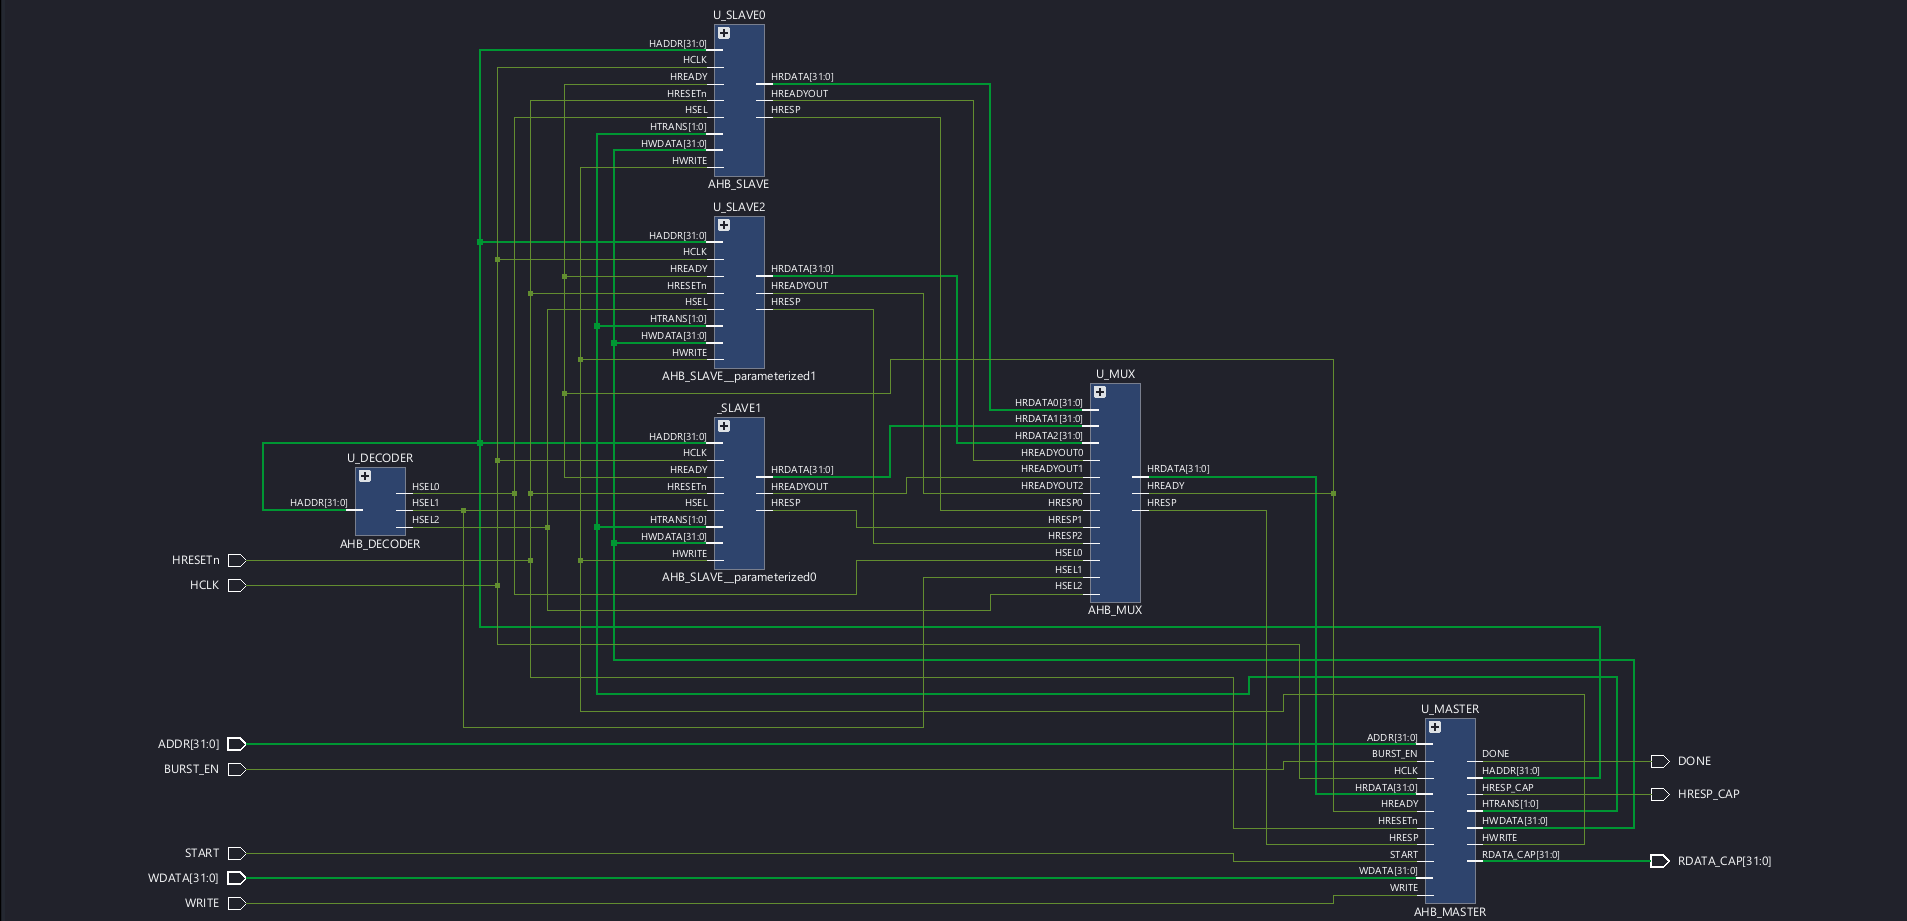 U_SLAVE0
HADDR[31:0]
HCLK
HREADY
HRESETn
HSEL
HTRANS[1:0]
HWDATA[31:0]
HWRITE
HRDATA[31:0]
HREADYOUT
HRESP
AHB_SLAVE
U_SLAVE2
HADDR[31:0]
HCLK
HREADY
HRESETn
HSEL
HTRANS[1:0]
HWDATA[31:0]
HWRITE
HRDATA[31:0]
HREADYOUT
HRESP
AHB_SLAVE__parameterized1
_SLAVE1
HADDR[31:0]
HCLK
HREADY
HRESETn
HSEL
HTRANS[1:0]
HWDATA[31:0]
HWRITE
HRDATA[31:0]
HREADYOUT
HRESP
AHB_SLAVE__parameterized0
U_DECODER
HADDR[31:0]
HSEL0
HSEL1
HSEL2
AHB_DECODER
U_MUX
HRDATA0[31:0]
HRDATA1[31:0]
HRDATA2[31:0]
HREADYOUT0
HREADYOUT1
HREADYOUT2
HRESP0
HRESP1
HRESP2
HSEL0
HSEL1
HSEL2
HRDATA[31:0]
HREADY
HRESP
AHB_MUX
HRESETn
HCLK
ADDR[31:0]
BURST_EN
START
WDATA[31:0]
WRITE
U_MASTER
ADDR[31:0]
BURST_EN
HCLK
HRDATA[31:0]
HREADY
HRESETn
HRESP
START
WDATA[31:0]
WRITE
DONE
HADDR[31:0]
HRESP_CAP
HTRANS[1:0]
HWDATA[31:0]
HWRITE
RDATA_CAP[31:0]
AHB_MASTER
DONE
HRESP_CAP
RDATA_CAP[31:0]